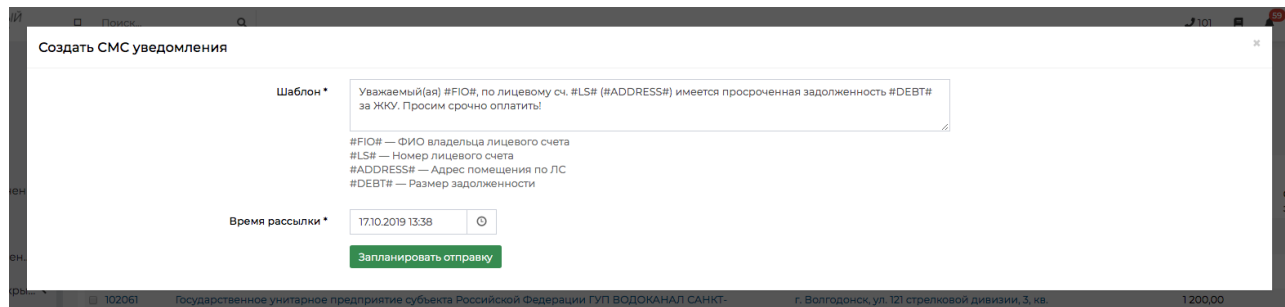 Поиск...
101
59
Создать СМС уведомления
×
Шаблон *
Уважаемый(ая) #FIO#, по лицевому сч. #LS# (#ADDRESS#) имеется просроченная задолженность #DEBT#
за ЖКУ. Просим срочно оплатить!
#FIO# — ФИО владельца лицевого счета
#LS# — Номер лицевого счета
#ADDRESS# — Адрес помещения по ЛС
#DEBT# — Размер задолженности
Время рассылки *
17.10.2019 13:38
Запланировать отправку
102061 Государственное унитарное предприятие субъекта Российской Федерации ГУП ВОДОКАНАЛ САНКТ- г. Волгодонск, ул. 121 стрелковой дивизии, 3, кв. 1 200,00